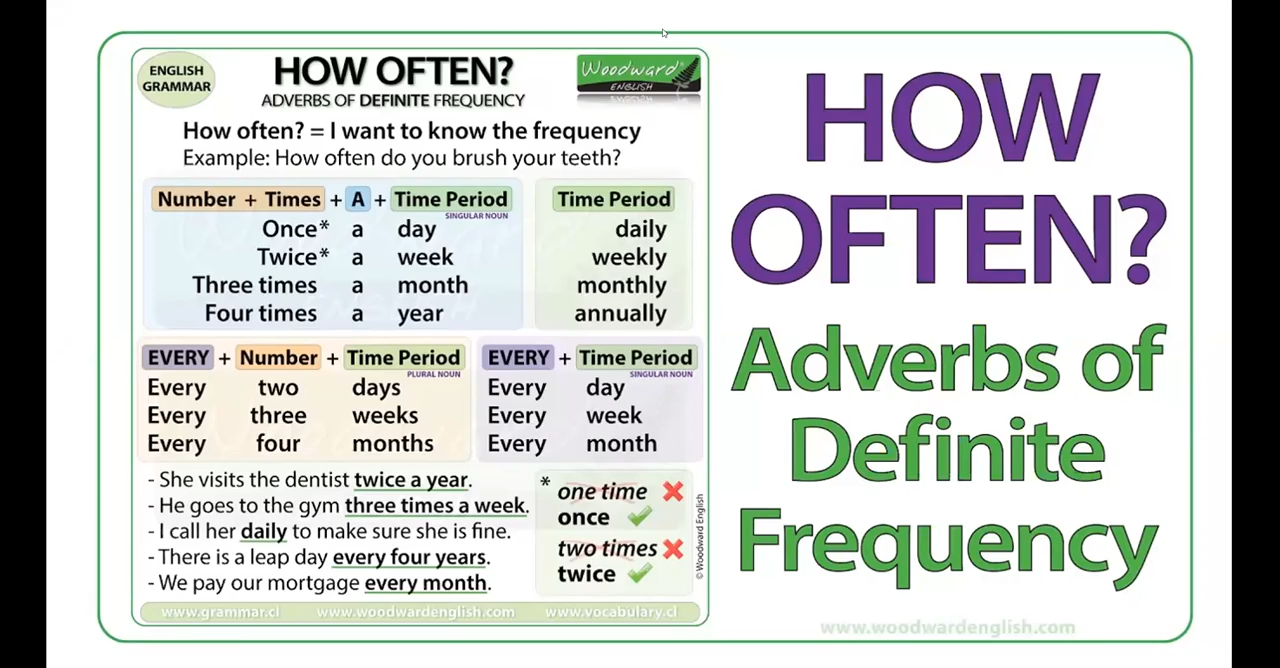 ENGLISH
GRAMMAR
HOW OFTEN?
ADVERBS OF DEFINITE FREQUENCY
Woodward®
ENGLISH
How often? = I want to know the frequency
Example: How often do you brush your teeth?
Number + Times + A + Time Period
SINGULAR NOUN
Once* a day
Twice* a week
Three times a month
Four times a year
Time Period
daily
weekly
monthly
annually
EVERY + Number + Time Period
PLURAL NOUN
Every two days
Every three weeks
Every four months
EVERY + Time Period
SINGULAR NOUN
Every day
Every week
Every month
- She visits the dentist twice a year.
- He goes to the gym three times a week.
- I call her daily to make sure she is fine.
- There is a leap day every four years.
- We pay our mortgage every month.
* one time
once
two times
twice
© Woodward English
www.grammar.cl www.woodwardenglish.com www.vocabulary.cl
HOW
OFTEN?
Adverbs of
Definite
Frequency
www.woodwardenglish.com